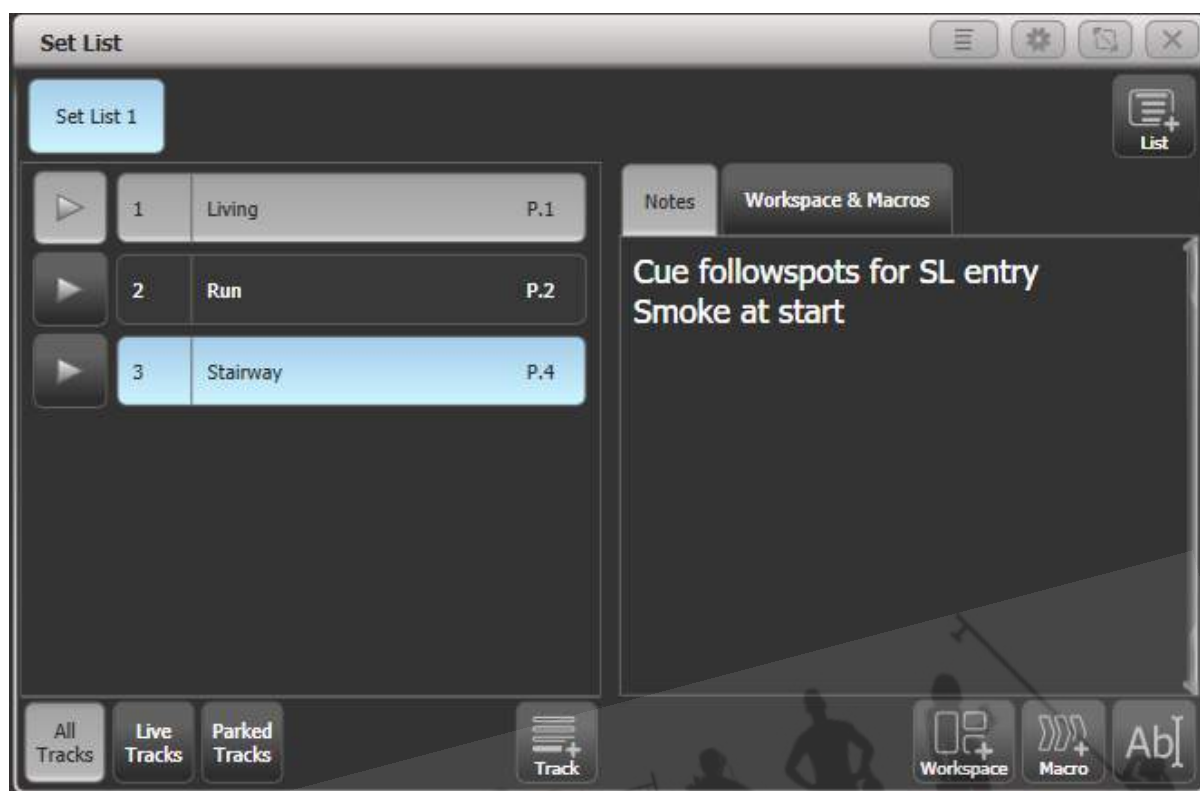 Set List
Set List 1
List
1 Living P.1
2 Run P.2
3 Stairway P.4
Notes
Workspace & Macros
Cue followspots for SL entry
Smoke at start
All
Tracks
Live
Tracks
Parked
Tracks
Track
Workspace
Macro
Ab